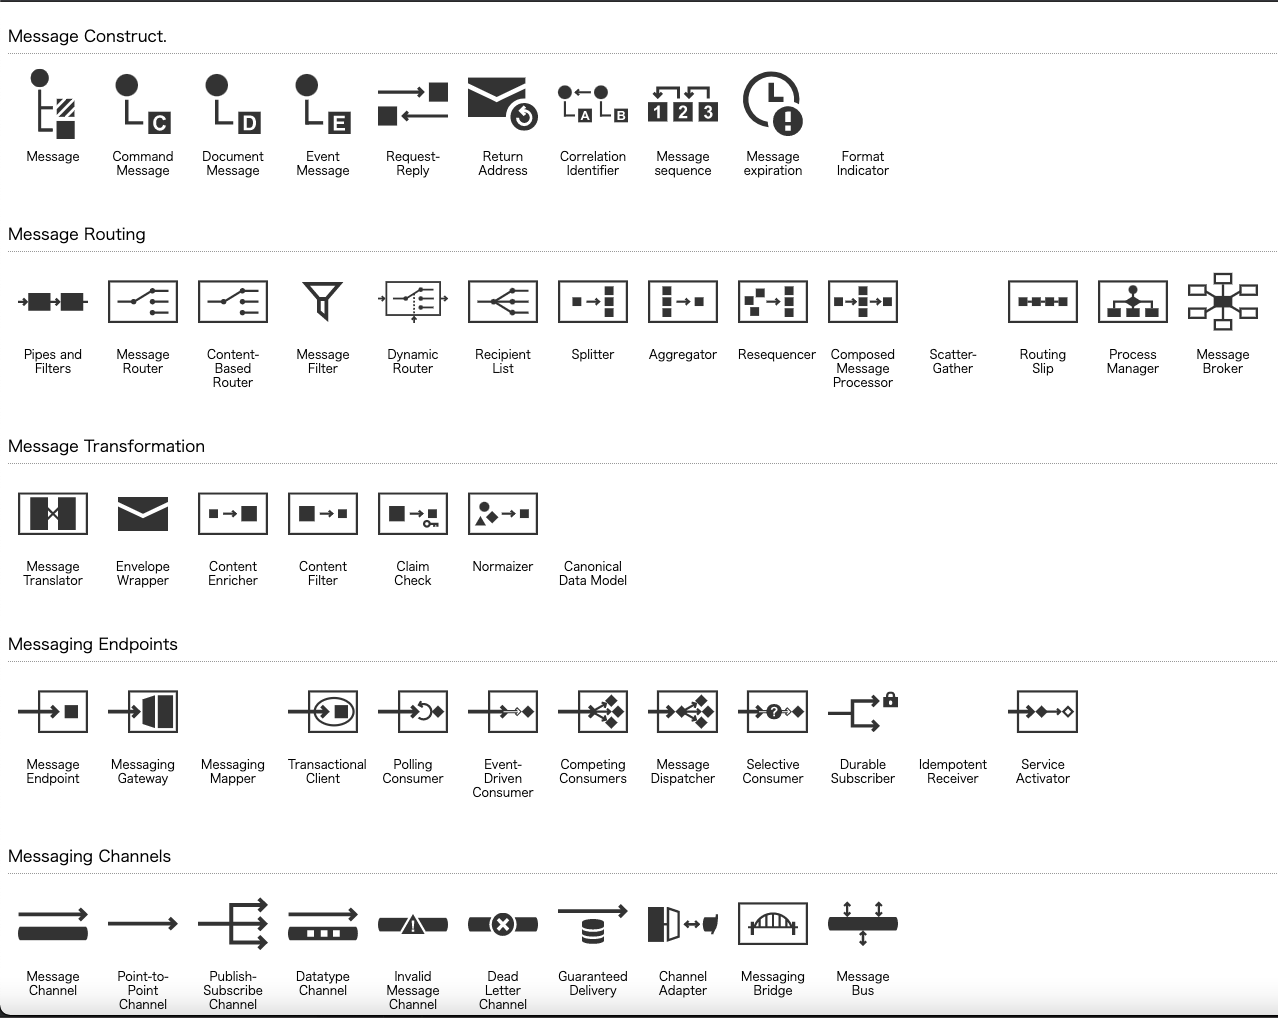 Message Construct.
C
D
E
A
B
1 2 3
Message
Command
Message
Document
Message
Event
Message
Request-
Reply
Return
Address
Correlation
Identifier
Message
sequence
Message
expiration
Format
Indicator
Message Routing
Pipes and
Filters
Message
Router
Content-
Based
Router
Message
Filter
Dynamic
Router
Recipient
List
Splitter
Aggregator
Resequencer
Composed
Message
Processor
Scatter-
Gather
Routing
Slip
Process
Manager
Message
Broker
Message Transformation
Message
Translator
Envelope
Wrapper
Content
Enricher
Content
Filter
Claim
Check
Normaizer
Canonical
Data Model
Messaging Endpoints
?
Message
Endpoint
Messaging
Gateway
Messaging
Mapper
Transactional
Client
Polling
Consumer
Event-
Driven
Consumer
Competing
Consumers
Message
Dispatcher
Selective
Consumer
Durable
Subscriber
Idempotent
Receiver
Service
Activator
Messaging Channels
Message
Channel
Point-to-
Point
Channel
Publish-
Subscribe
Channel
Datatype
Channel
Invalid
Message
Channel
Dead
Letter
Channel
Guaranteed
Delivery
Channel
Adapter
Messaging
Bridge
Message
Bus